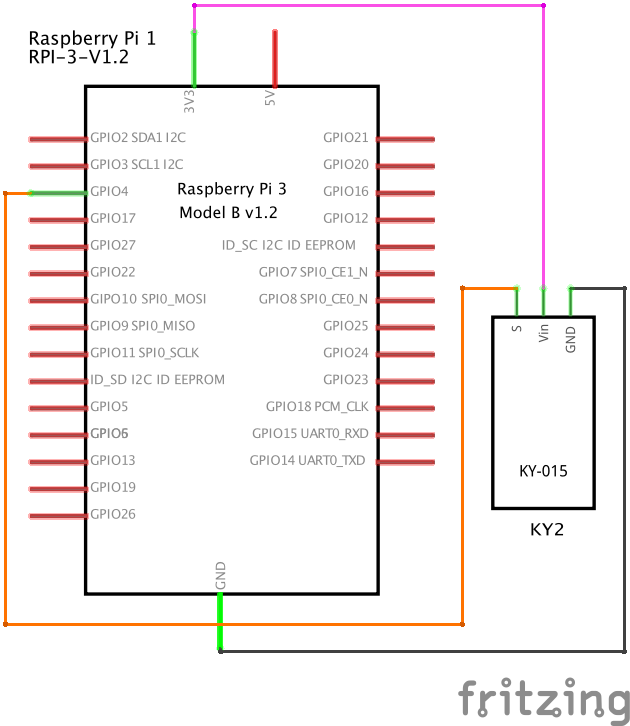 Raspberry Pi 1
RPI-3-V1.2
3V3
5V
GPIO2 SDA1 I2C
GPIO21
GPIO3 SCL1 I2C
GPIO20
GPIO4
Raspberry Pi 3
GPIO16
GPIO17
Model B v1.2
GPIO12
GPIO27
ID_SC I2C ID EEPROM
GPIO22
GPIO7 SPI0_CE1_N
GIPO10 SPI0_MOSI
GPIO8 SPI0_CE0_N
GPIO9 SPI0_MISO
GPIO25
GPIO11 SPI0_SCLK
GPIO24
ID_SD I2C ID EEPROM
GPIO23
GPIO5
GPIO18 PCM_CLK
GPIO6
GPIO15 UART0_RXD
GPIO13
GPIO14 UART0_TXD
GPIO19
GPIO26
GND
S
Vin
GND
KY-015
KY2
fritzing